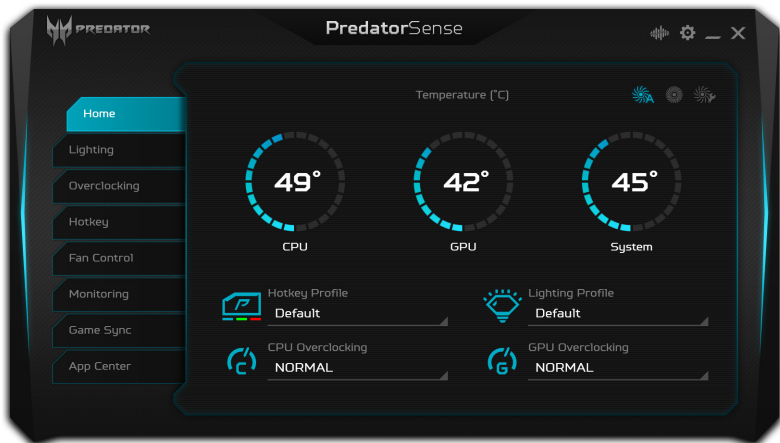 PREDATOR
PredatorSense
Temperature (°C)
Home
Lighting
Overclocking
Hotkey
Fan Control
Monitoring
Game Sync
App Center
A
49°
42°
45°
CPU
GPU
System
P
Hotkey Profile
Default
Lighting Profile
Default
C
CPU Overclocking
NORMAL
G
GPU Overclocking
NORMAL